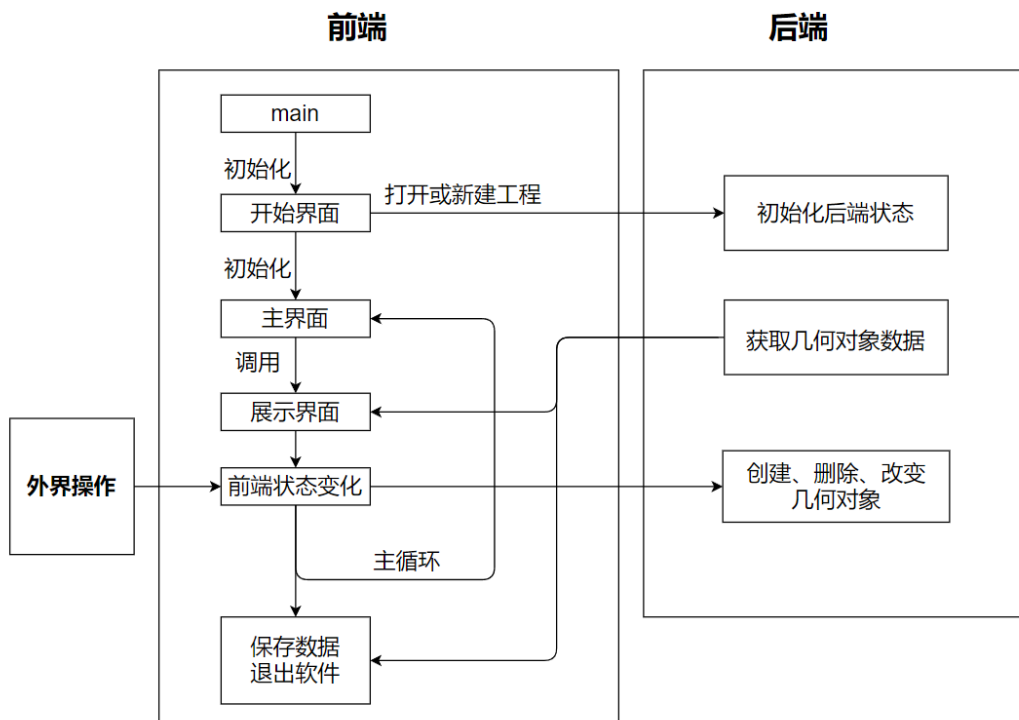 前端
后端
main
初始化
打开或新建工程
开始界面
初始化后端状态
初始化
主界面
获取几何对象数据
调用
展示界面
外界操作
前端状态变化
创建、删除、改变
几何对象
主循环
保存数据
退出软件